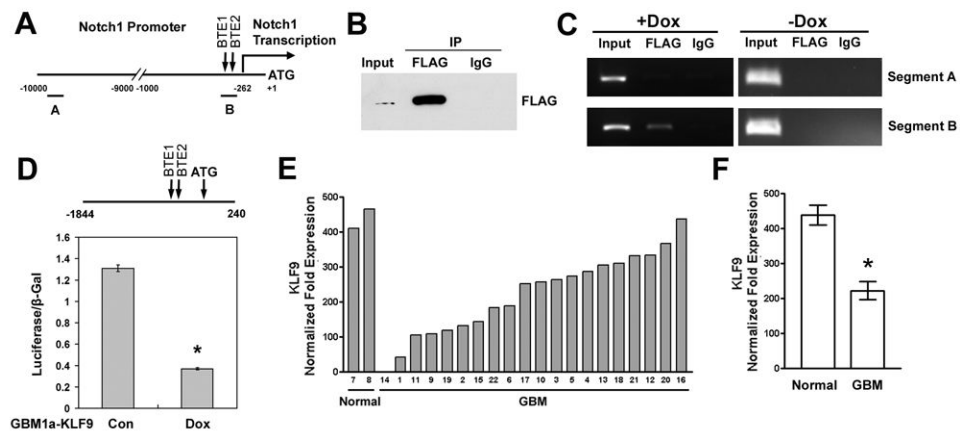 A
Notch1 Promoter
BTE1
BTE2
Notch1
Transcription
ATG
-10000
-9000
-1000
-262
+1
A
B
B
IP
Input
FLAG
IgG
FLAG
C
+Dox
-Dox
Input
FLAG
IgG
Input
FLAG
IgG
Segment A
Segment B
D
BTE1
BTE2
ATG
-1844
240
Luciferase/β-Gal
1.6
1.4
1.2
1
0.8
0.6
0.4
0.2
0
*
GBM1a-KLF9
Con
Dox
E
KLF9
Normalized Fold Expression
500
400
300
200
100
0
7 8 14 1 11 9 19 2 15 22 6 17 10 3 5 4 13 18 21 12 20 16
Normal
GBM
F
KLF9
Normalized Fold Expression
500
400
300
200
100
0
*
Normal
GBM